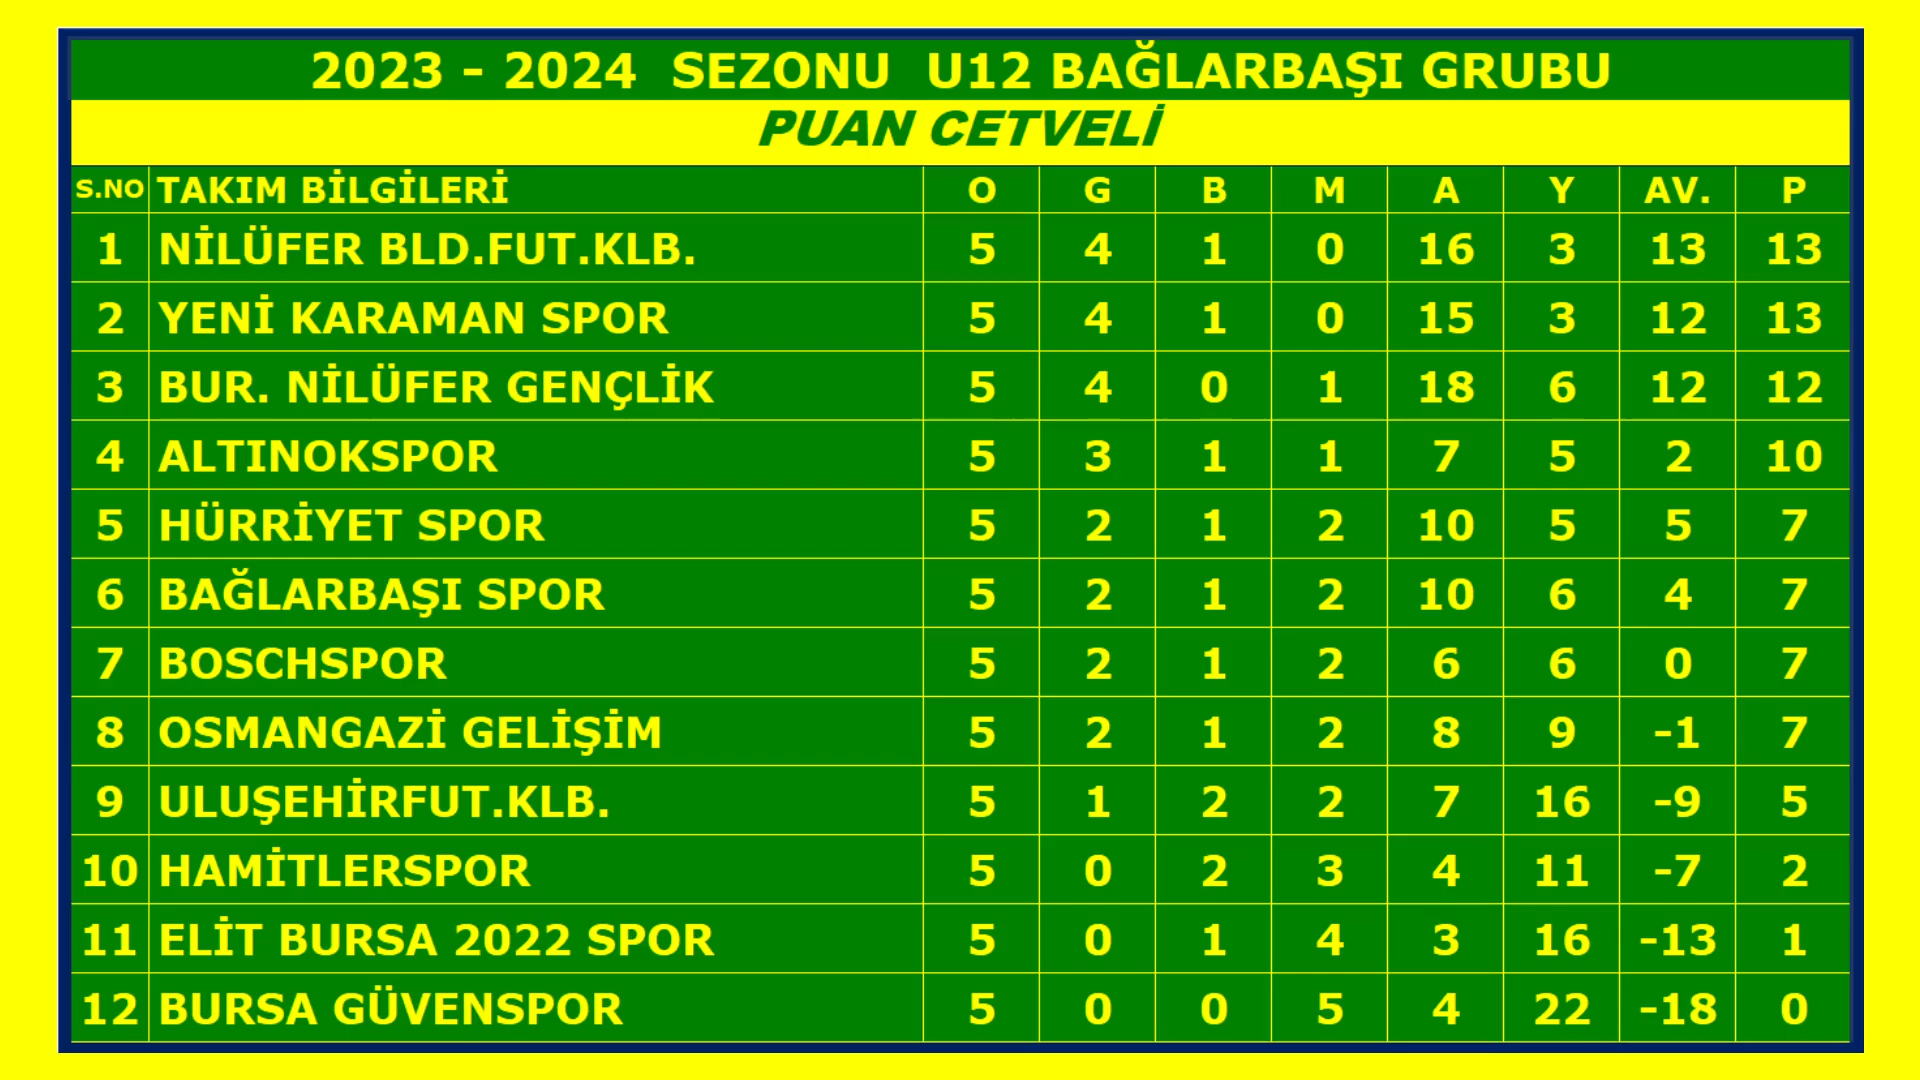 2023 - 2024 SEZONU U12 BAĞLARBAŞI GRUBU
PUAN CETVELİ
S.NO TAKIM BİLGİLERİ O G B M A Y AV. P
1 NİLÜFER BLD.FUT.KLB. 5 4 1 0 16 3 13 13
2 YENİ KARAMAN SPOR 5 4 1 0 15 3 12 13
3 BUR. NİLÜFER GENÇLİK 5 4 0 1 18 6 12 12
4 ALTINOKSPOR 5 3 1 1 7 5 2 10
5 HÜRRİYET SPOR 5 2 1 2 10 5 5 7
6 BAĞLARBAŞI SPOR 5 2 1 2 10 6 4 7
7 BOSCHSPOR 5 2 1 2 6 6 0 7
8 OSMANGAZİ GELİŞİM 5 2 1 2 8 9 -1 7
9 ULUŞEHİRFUT.KLB. 5 1 2 2 7 16 -9 5
10 HAMİTLERSPOR 5 0 2 3 4 11 -7 2
11 ELİT BURSA 2022 SPOR 5 0 1 4 3 16 -13 1
12 BURSA GÜVENSPOR 5 0 0 5 4 22 -18 0